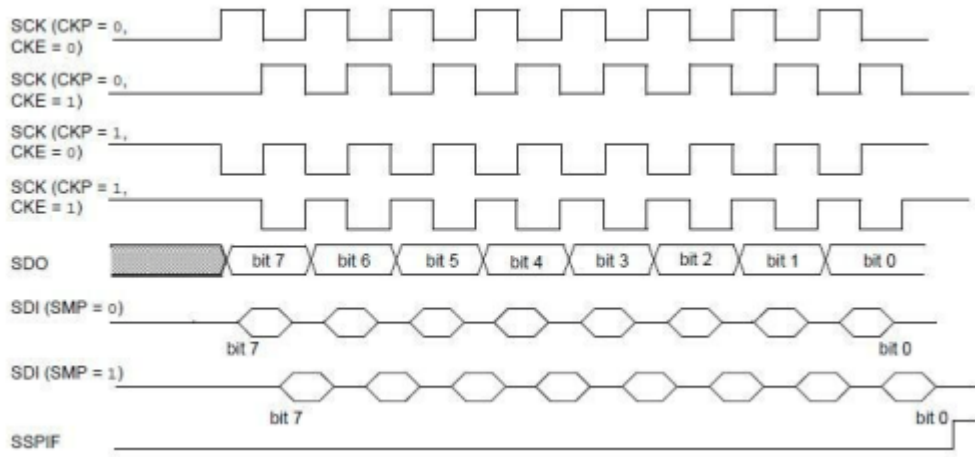 SCK (CKP = 0,
CKE = 0)
SCK (CKP = 0,
CKE = 1)
SCK (CKP = 1,
CKE = 0)
SCK (CKP = 1,
CKE = 1)
SDO
bit 7 bit 6 bit 5 bit 4 bit 3 bit 2 bit 1 bit 0
SDI (SMP = 0)
bit 7 bit 0
SDI (SMP = 1)
bit 7 bit 0
SSPIF